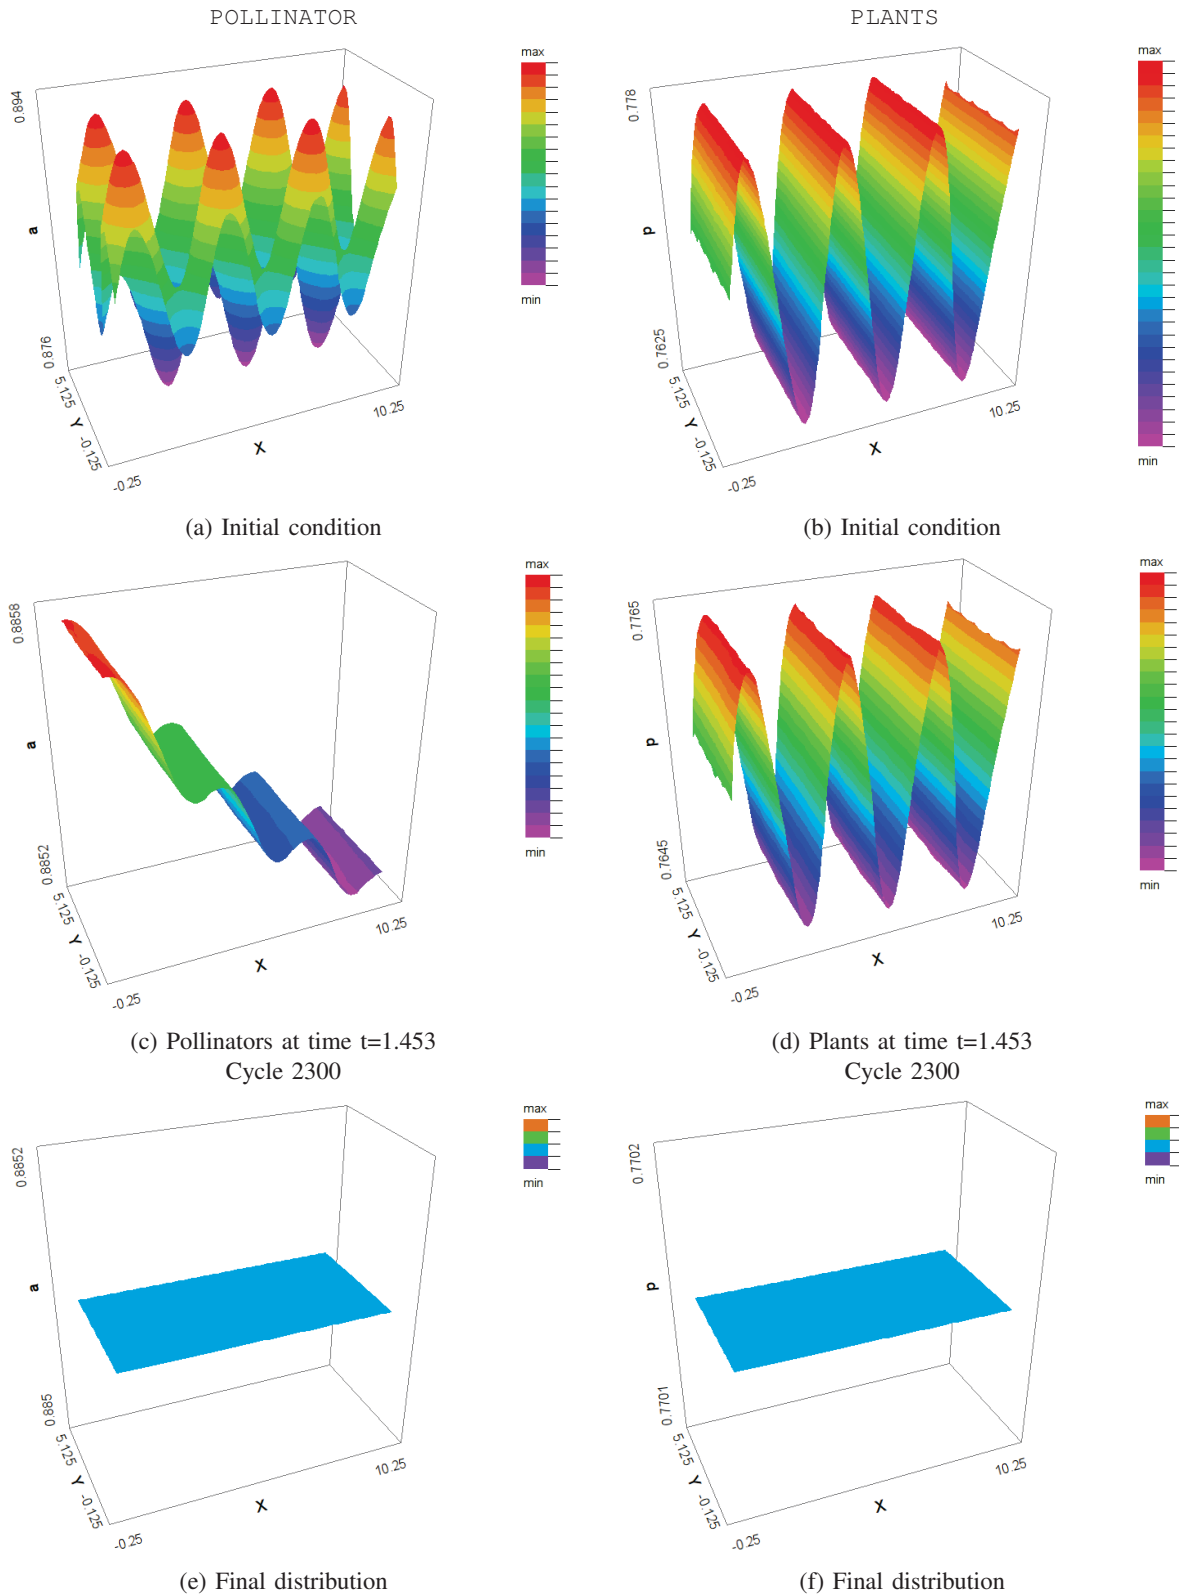 POLLINATOR
PLANTS
0.894
a
0.876
5.125
Y
-0.125
-0.25
X
10.25
max
min
0.778
p
0.7625
5.125
Y
-0.125
-0.25
X
10.25
max
min
(a) Initial condition
(b) Initial condition
0.8858
a
0.8852
5.125
Y
-0.125
-0.25
X
10.25
max
min
0.7765
p
0.7645
5.125
Y
-0.125
-0.25
X
10.25
max
min
(c) Pollinators at time t=1.453
Cycle 2300
(d) Plants at time t=1.453
Cycle 2300
0.8852
a
0.885
5.125
Y
-0.125
-0.25
X
10.25
max
min
0.7702
p
0.7701
5.125
Y
-0.125
-0.25
X
10.25
max
min
(e) Final distribution
(f) Final distribution